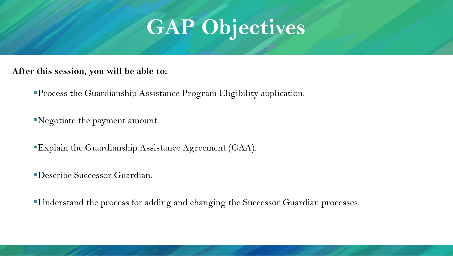 GAP Objectives
After this session, you will be able to:
▪Process the Guardianship Assistance Program Eligibility application.
▪Negotiate the payment amount.
▪Explain the Guardianship Assistance Agreement (GAA).
▪Describe Successor Guardian.
▪Understand the process for adding and changing the Successor Guardian processes.